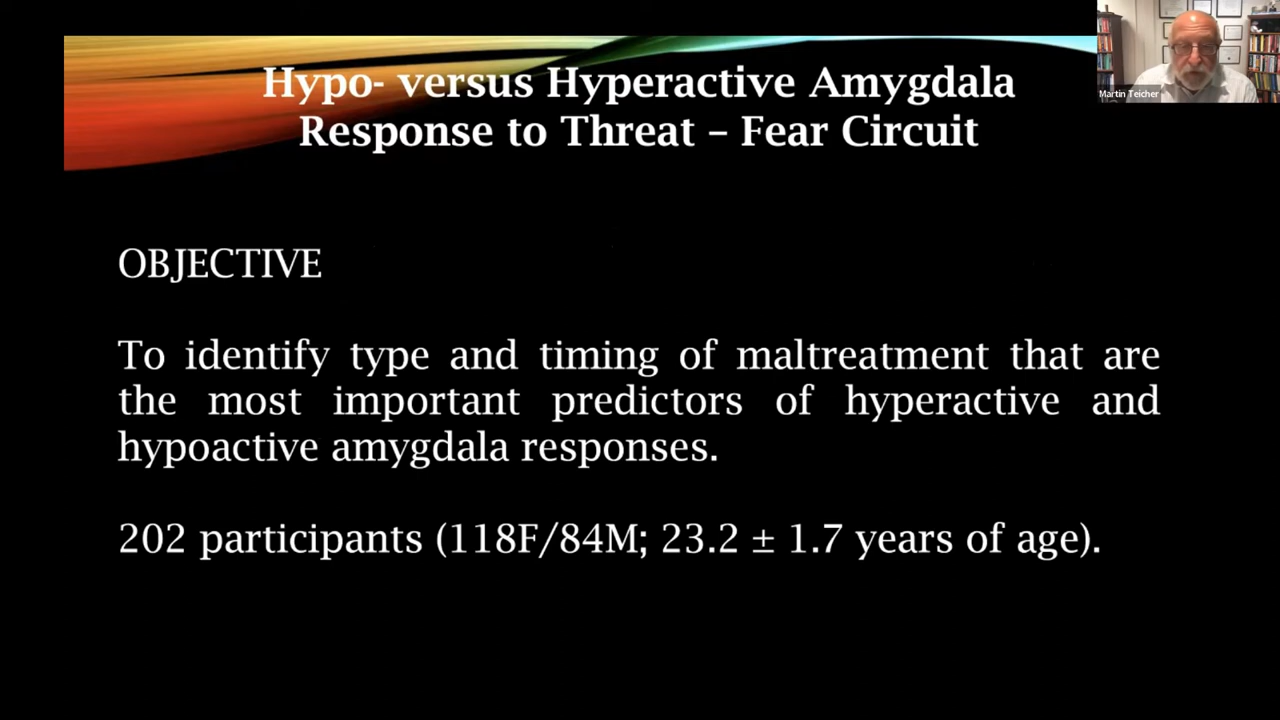 Hypo- versus Hyperactive Amygdala
Response to Threat – Fear Circuit
Martin Teicher
OBJECTIVE
To identify type and timing of maltreatment that are
the most important predictors of hyperactive and
hypoactive amygdala responses.
202 participants (118F/84M; 23.2 ± 1.7 years of age).